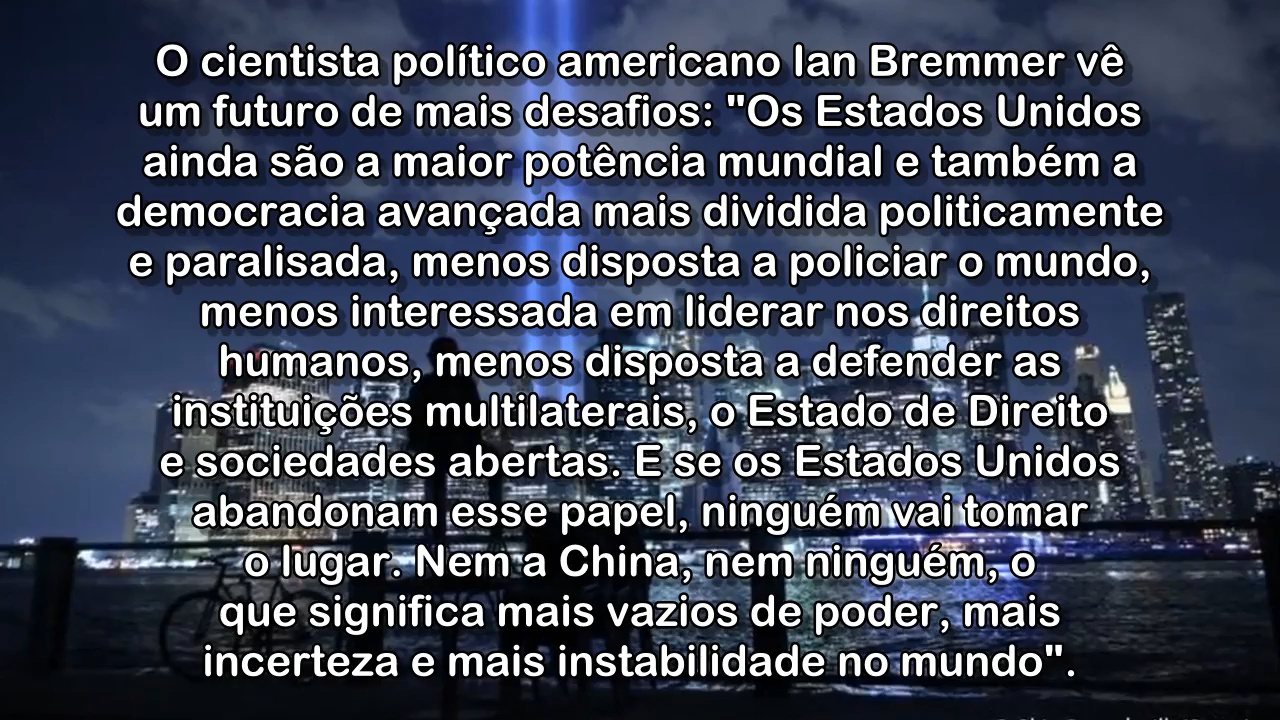 O cientista político americano Ian Bremmer vê
um futuro de mais desafios: "Os Estados Unidos
ainda são a maior potência mundial e também a
democracia avançada mais dividida politicamente
e paralisada, menos disposta a policiar o mundo,
menos interessada em liderar nos direitos
humanos, menos disposta a defender as
instituições multilaterais, o Estado de Direito
e sociedades abertas. E se os Estados Unidos
abandonam esse papel, ninguém vai tomar
o lugar. Nem a China, nem ninguém, o
que significa mais vazios de poder, mais
incerteza e mais instabilidade no mundo".